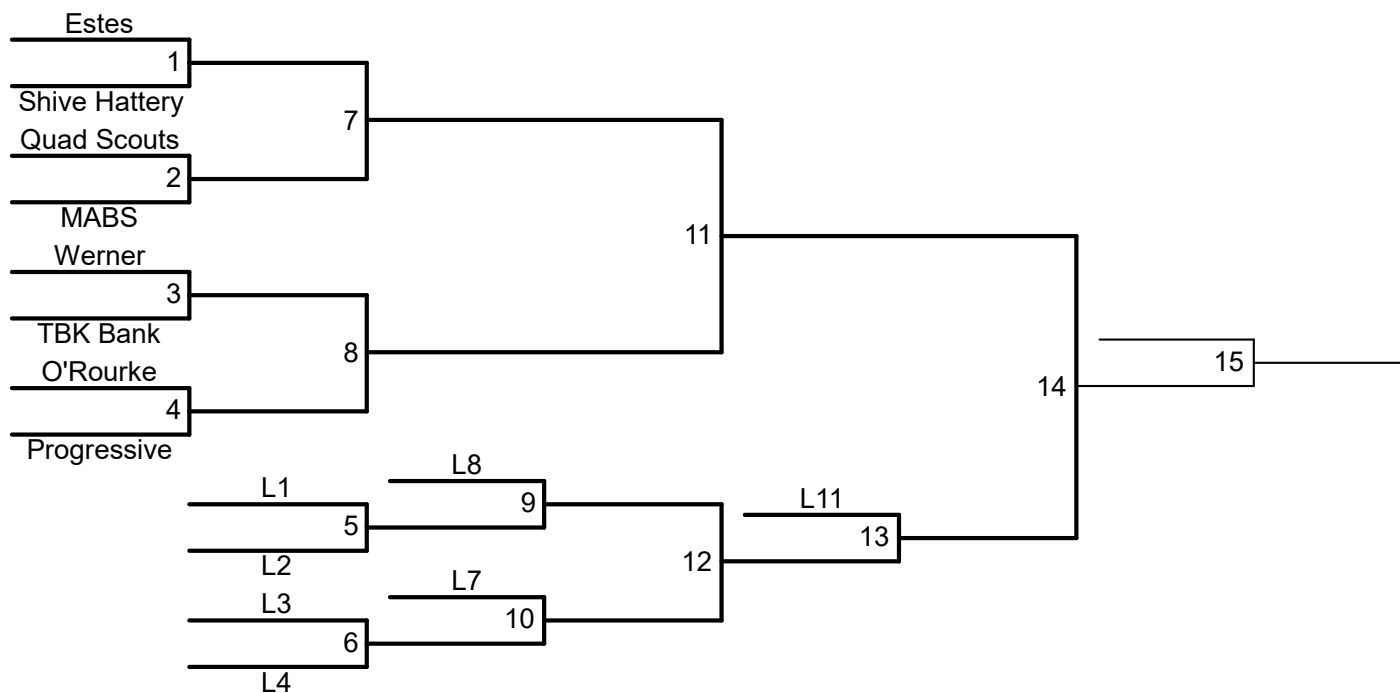 Estes
1
Shive Hattery
7
Quad Scouts
2
MABS
11
Werner
3
TBK Bank
8
15
O'Rourke
14
4
Progressive
L8
L1
9
L11
5
13
L2
12
L7
L3
10
6
L4